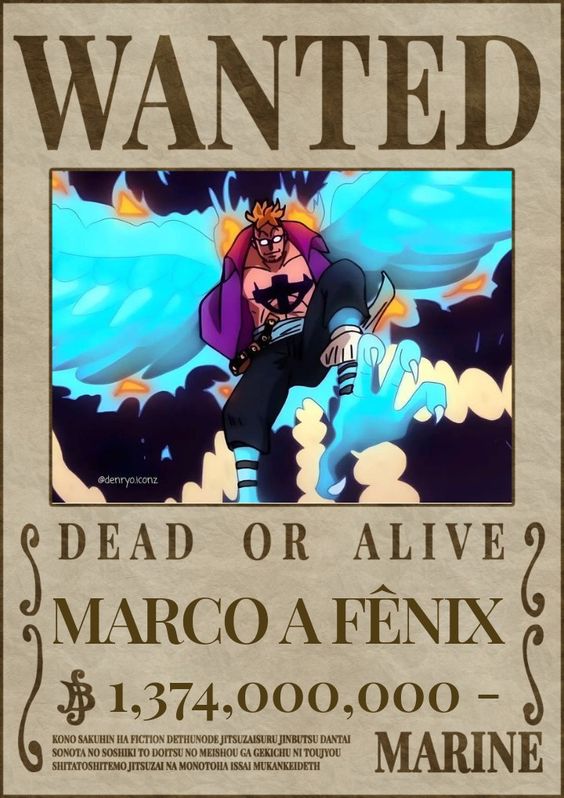 WANTED
@denryo.iconz
DEAD OR ALIVE
MARCO A FÊNIX
฿ 1,374,000,000 -
KONO SAKUHIN HA FICTION DETHUNODE JITSUZAISURU JINBUTSU DANTAI
SONOTA NO SOSHIKI TO DOITSU NO MEISHOU GA GEKICHU NI TOUJYOU
SHITATOSHITEMO JITSUZAI NA MONOTOHA ISSAI MUKANKEIDETH
MARINE